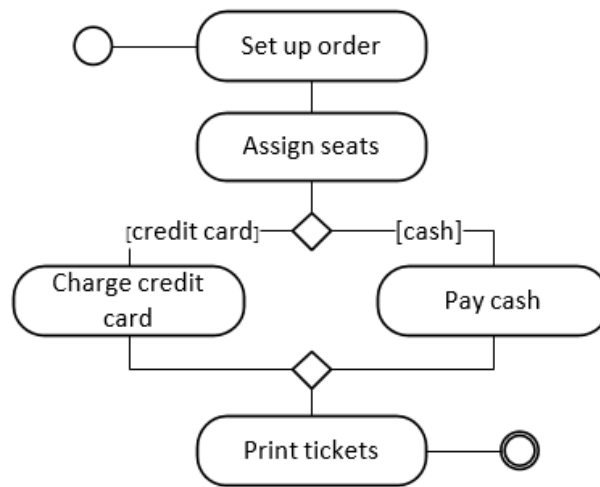 Set up order
Assign seats
[credit card]
[cash]
Charge credit
card
Pay cash
Print tickets